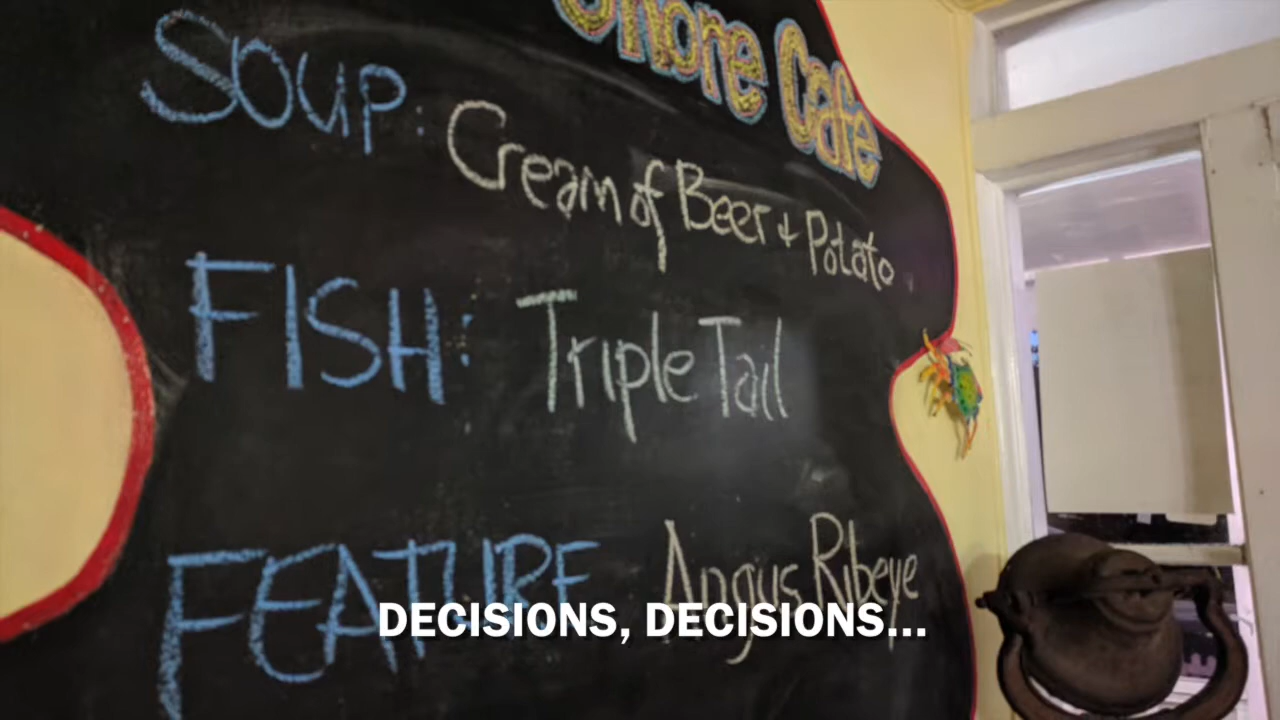 Shore Cafe
SOUP: Cream of Beer + Potato
FISH: Triple Tail
FEATURE Angus Ribeye
DECISIONS, DECISIONS...